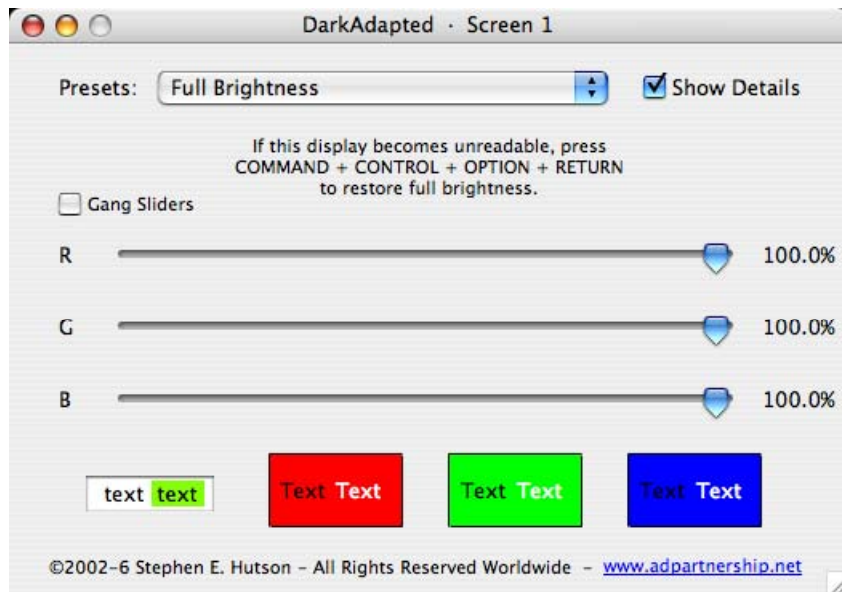 DarkAdapted · Screen 1
Presets: Full Brightness Show Details
If this display becomes unreadable, press
COMMAND + CONTROL + OPTION + RETURN
to restore full brightness.
Gang Sliders
R 100.0%
G 100.0%
B 100.0%
text text Text Text Text Text Text Text
©2002-6 Stephen E. Hutson - All Rights Reserved Worldwide - www.adpartnership.net